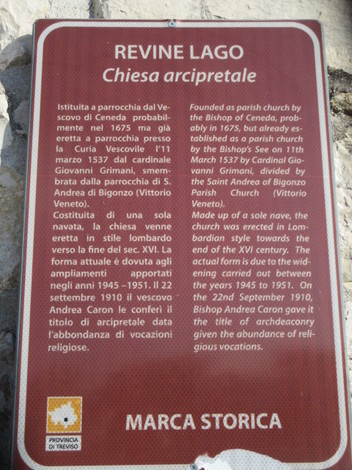 REVINE LAGO
Chiesa arcipretale
Istituita a parrocchia dal Ve-
scovo di Ceneda probabil-
mente nel 1675 ma già
eretta a parrocchia presso
la Curia Vescovile l'11
marzo 1537 dal cardinale
Giovanni Grimani, smem-
brata dalla parrocchia di S.
Andrea di Bigonzo (Vittorio
Veneto).
Costituita di una sola
navata, la chiesa venne
eretta in stile lombardo
verso la fine del sec. XVI. La
forma attuale è dovuta agli
ampliamenti apportati
negli anni 1945 -1951. Il 22
settembre 1910 il vescovo
Andrea Caron le conferì il
titolo di arcipretale data
l'abbondanza di vocazioni
religiose.
Founded as parish church by
the Bishop of Ceneda, prob-
ably in 1675, but already es-
tablished as a parish church
by the Bishop's See on 11th
March 1537 by Cardinal Gio-
vanni Grimani, divided by
the Saint Andrea of Bigonzo
Parish Church (Vittorio
Veneto).
Made up of a sole nave, the
church was erected in Lom-
bardian style towards the
end of the XVI century. The
actual form is due to the wid-
ening carried out between
the years 1945 to 1951. On
the 22nd September 1910,
Bishop Andrea Caron gave it
the title of archdeaconry
given the abundance of reli-
gious vocations.
PROVINCIA
DI TREVISO
MARCA STORICA